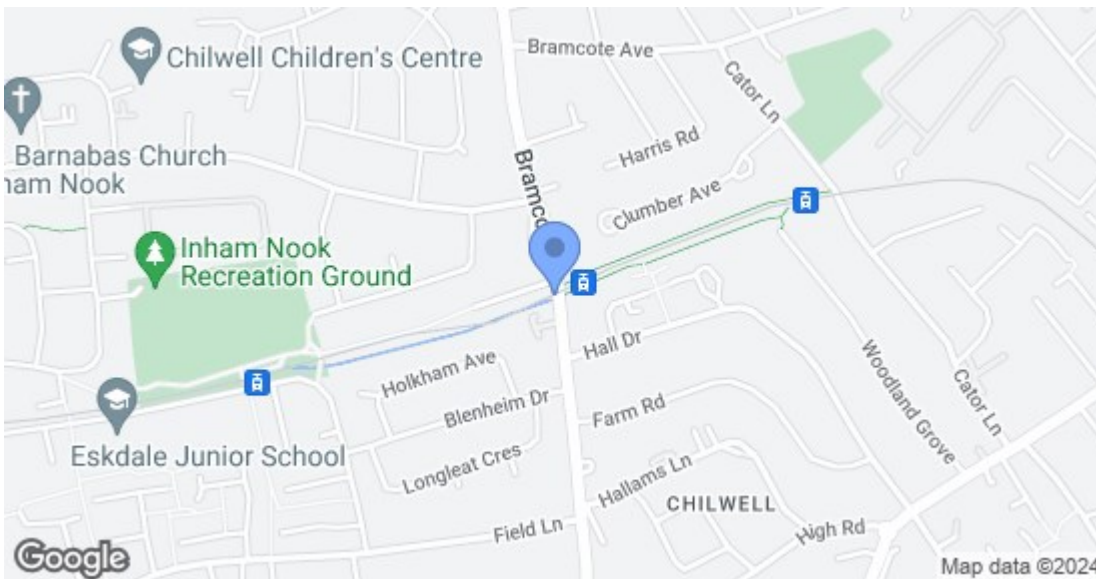 Bramcote Ave
Chilwell Children's Centre
Cator Ln
Barnabas Church
ham Nook
Harris Rd
Bramco
Clumber Ave
Inham Nook
Recreation Ground
Hall Dr
Holkham Ave
Blenheim Dr
Farm Rd
Woodland Grove
Cator Ln
Eskdale Junior School
Longleat Cres
Hallams Ln
CHILWELL
Field Ln
High Rd
Google
Map data ©2024